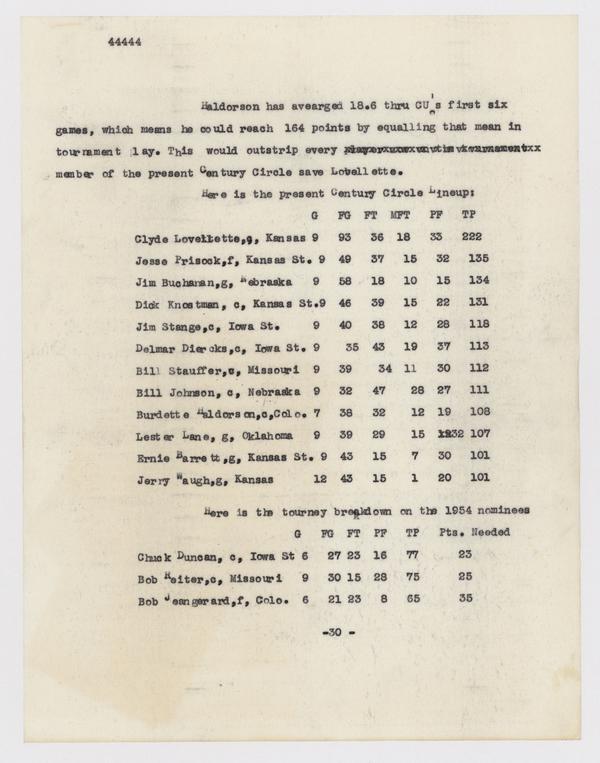 44444
Haldorson has avearged 18.6 thru CU's first six
games, which means he could reach 164 points by equalling that mean in
tournament lay. This would outstrip every
member of the present Century Circle save Lovellette.
Here is the present Century Circle Lineup:
G FG FT MFT PF TP
Clyde Lovellette,g, Kansas 9 93 36 18 33 222
Jesse Prisock,f, Kansas St. 9 49 37 15 32 135
Jim Buchanan,g, Nebraska 9 58 18 10 15 134
Dick Knostman, c, Kansas St.9 46 39 15 22 131
Jim Stange,c, Iowa St. 9 40 38 12 28 118
Delmar Diercks,c, Iowa St. 9 35 43 19 37 113
Bill Stauffer,c, Missouri 9 39 34 11 30 112
Bill Johnson, c, Nebraska 9 32 47 28 27 111
Burdette Haldorson,c,Colo. 7 38 32 12 19 108
Lester Lane, g, Oklahoma 9 39 29 15 32 107
Ernie Barrett,g, Kansas St. 9 43 15 7 30 101
Jerry Waugh,g, Kansas 12 43 15 1 20 101
Here is the tourney breakdown on the 1954 nominees
G FG FT PF TP Pts. Needed
Chuck Duncan, c, Iowa St 6 27 23 16 77 23
Bob Reiter,c, Missouri 9 30 15 28 75 25
Bob Jeangerard,f, Colo. 6 21 23 8 65 35
-30 -